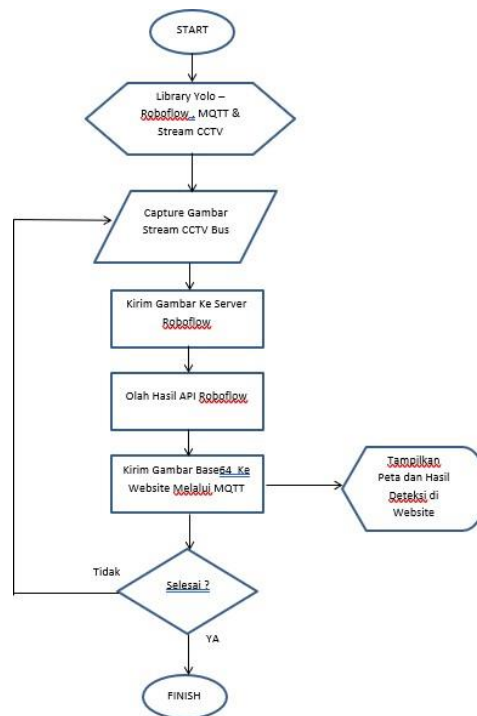 START
Library Yolo –
Roboflow , MQTT &
Stream CCTV
Capture Gambar
Stream CCTV Bus
Kirim Gambar Ke Server
Roboflow
Olah Hasil API Roboflow
Kirim Gambar Base64 Ke
Website Melalui MQTT
Tampilkan
Peta dan Hasil
Deteksi di
Website
Tidak
Selesai ?
YA
FINISH